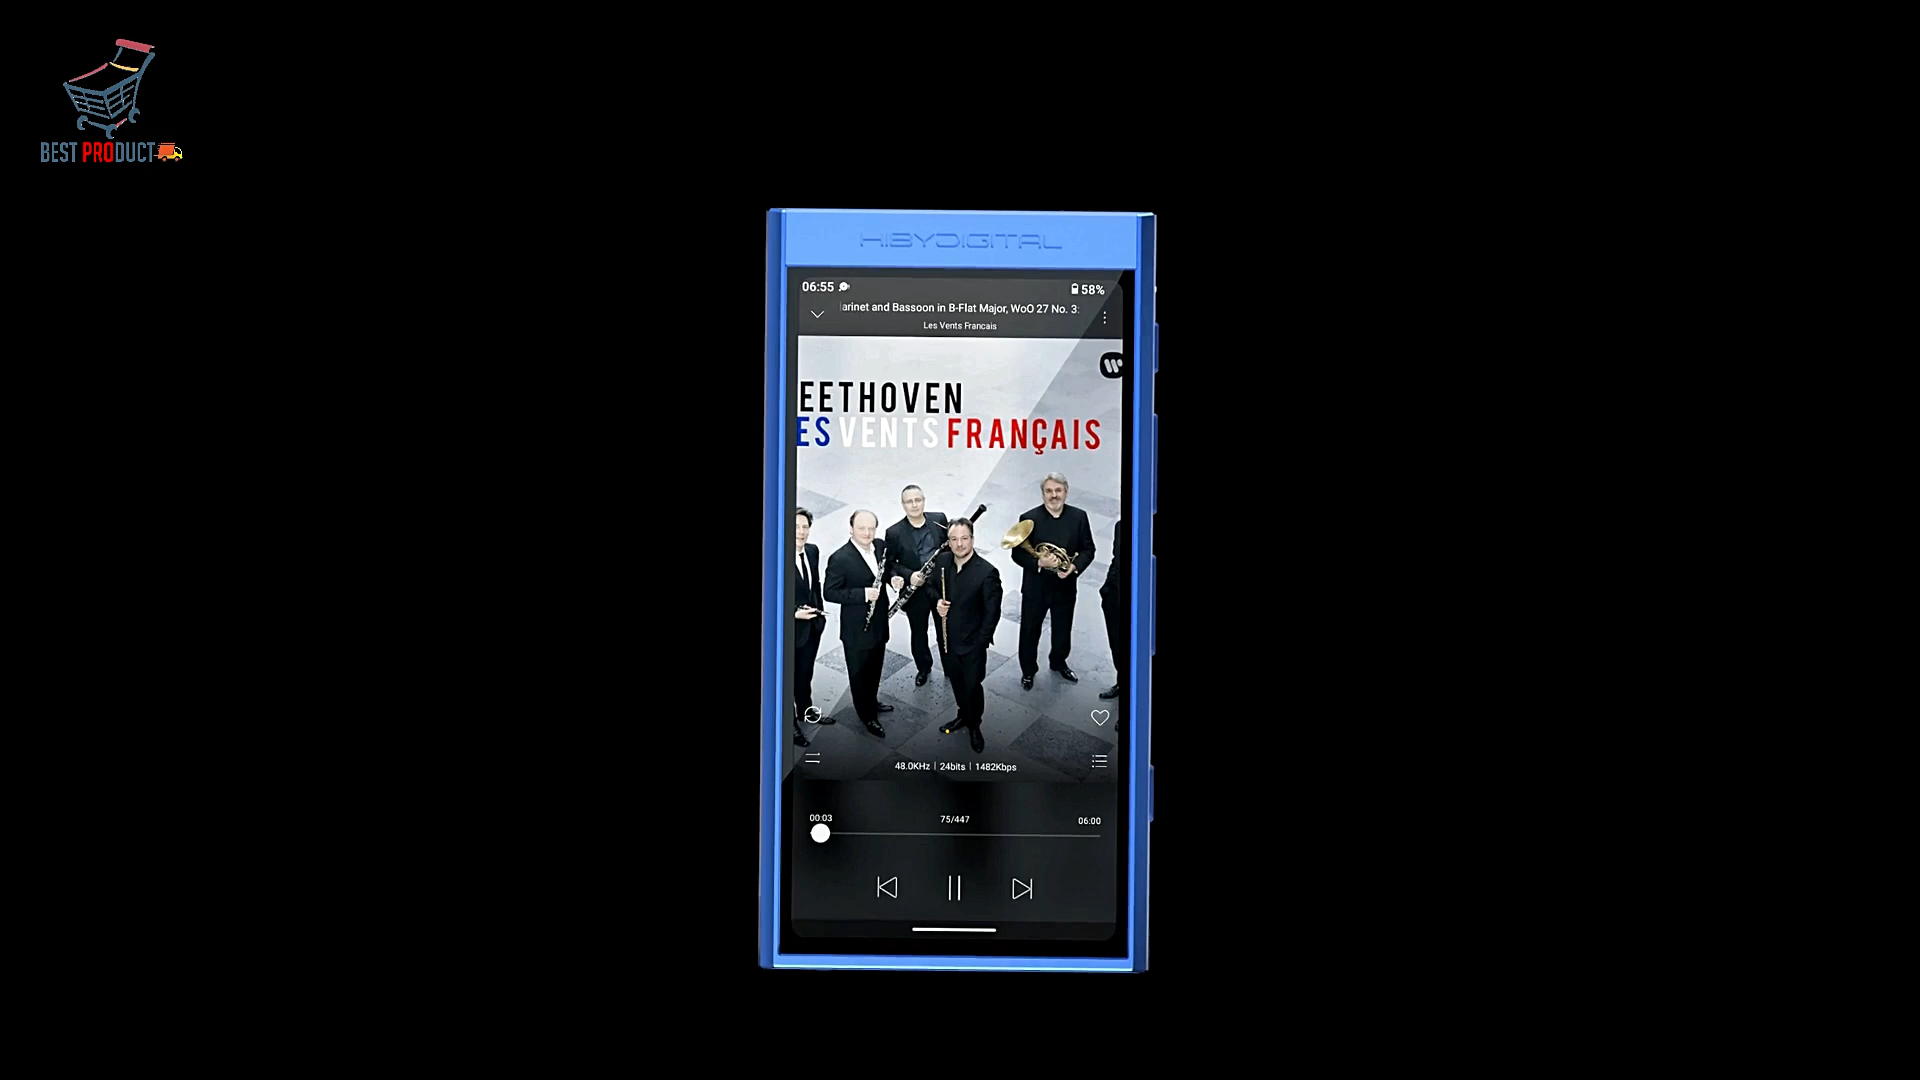 BEST PRODUCT
HIBYDIGITAL
06:55
58%
arinet and Bassoon in B-Flat Major, WoO 27 No. 3:
Les Vents Francais
EETHOVEN
ES VENTS FRANÇAIS
48.0KHz | 24bits | 1482Kbps
00:03
75/447
06:00